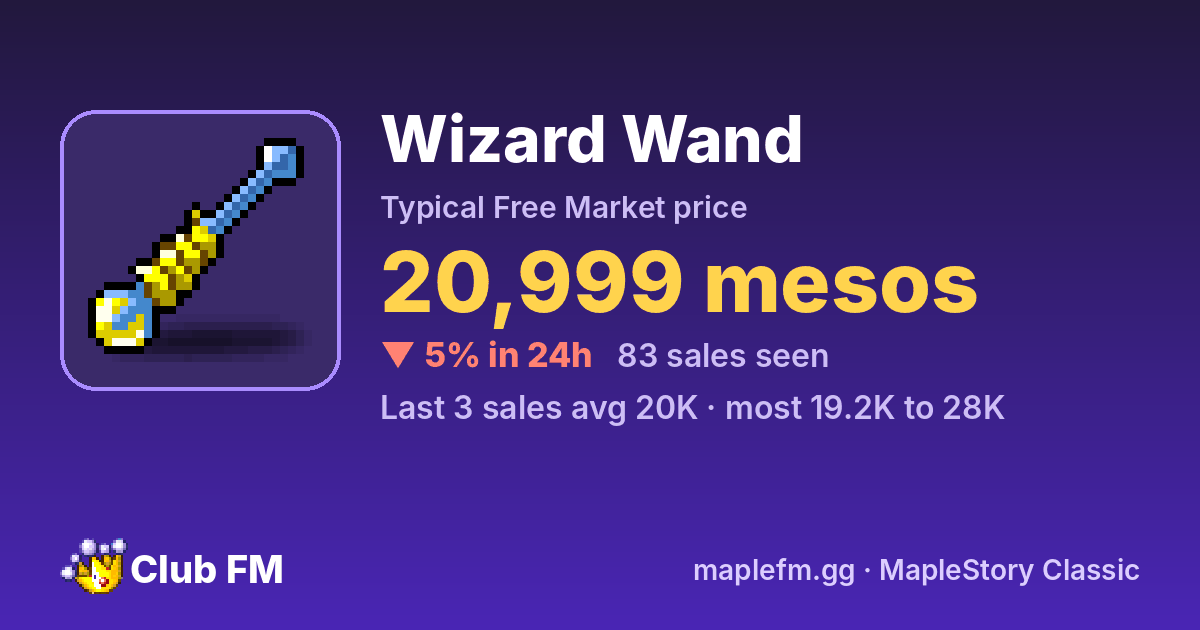 Wizard Wand
Typical Free Market price
20,999 mesos
▼ 5% in 24h 83 sales seen
Last 3 sales avg 20K · most 19.2K to 28K
Club FM
maplefm.gg · MapleStory Classic